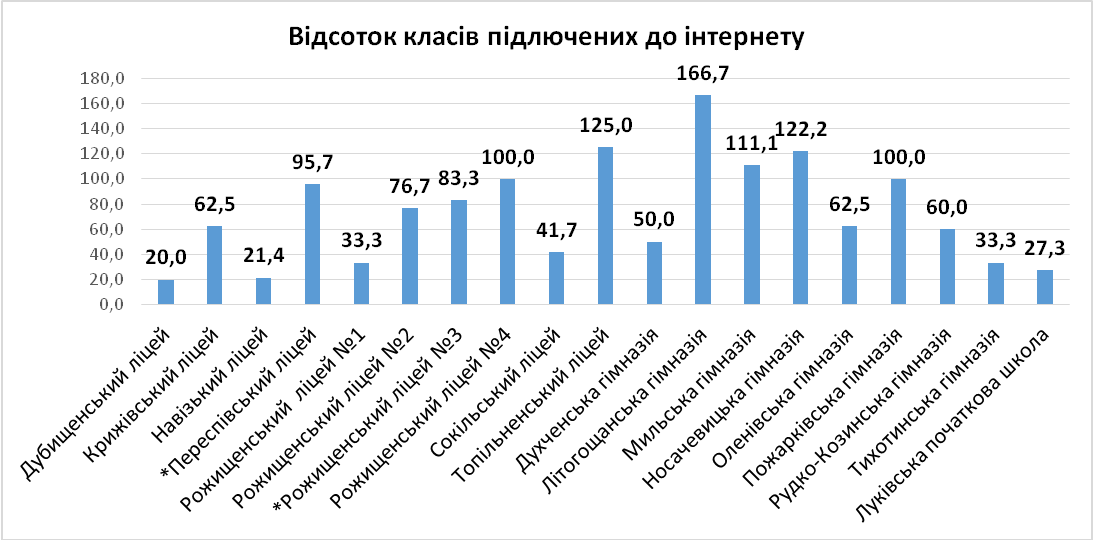 Відсоток класів підлючених до інтернету
180,0
160,0
140,0
120,0
100,0
80,0
60,0
40,0
20,0
0,0
20,0
62,5
21,4
95,7
33,3
76,7
83,3
100,0
41,7
125,0
50,0
166,7
111,1
122,2
62,5
100,0
60,0
33,3
27,3
Дубищенський ліцей
Крижівський ліцей
Навізький ліцей
*Переспівський ліцей
Рожищенський ліцей №1
Рожищенський ліцей №2
*Рожищенський ліцей №3
Рожищенський ліцей №4
Сокільський ліцей
Топільненський ліцей
Духченська гімназія
Літогощанська гімназія
Мильська гімназія
Носачевицька гімназія
Оленівська гімназія
Пожарківська гімназія
Рудко-Козинська гімназія
Тихотинська гімназія
Луківська початкова школа